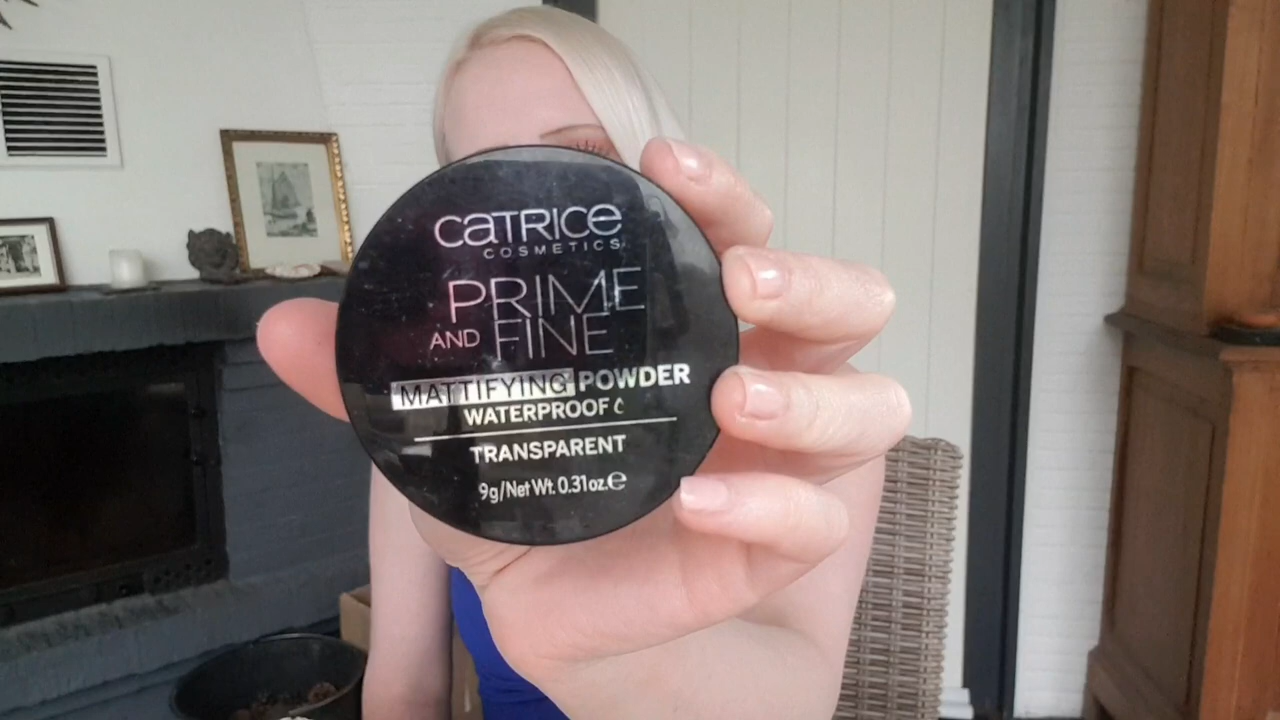 CATRICE
COSMETICS
PRIME
AND FINE
MATTIFYING POWDER
WATERPROOF
TRANSPARENT
9g/Net Wt. 0.31oz.℮